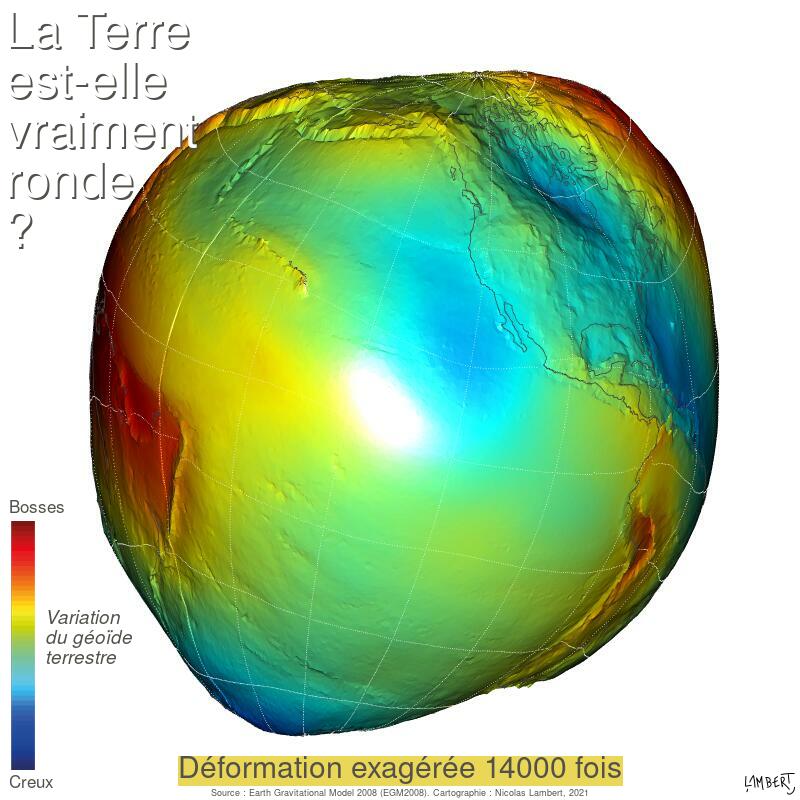 La Terre
est-elle
vraiment
ronde
?
Bosses
Variation
du géoïde
terrestre
Creux
Déformation exagérée 14000 fois
Source : Earth Gravitational Model 2008 (EGM2008). Cartographie : Nicolas Lambert, 2021
LAMBERT